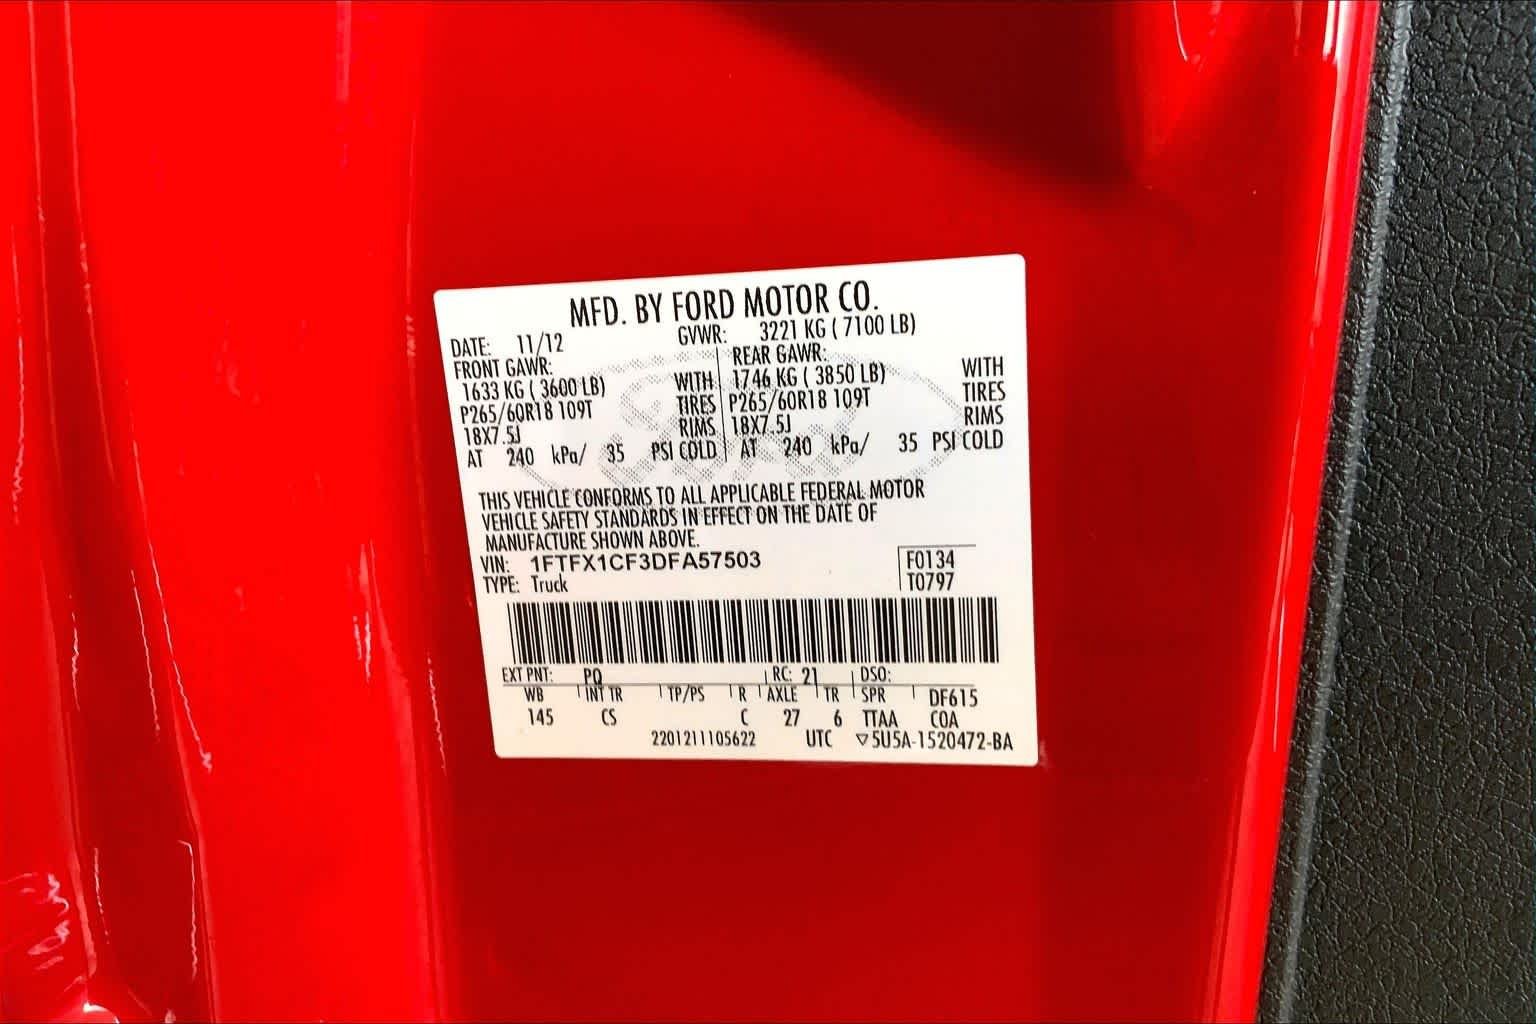 MFD. BY FORD MOTOR CO.
DATE: 11/12 GVWR: 3221 KG ( 7100 LB)
FRONT GAWR: REAR GAWR:
1633 KG ( 3600 LB) WITH 1746 KG ( 3850 LB) WITH
P265/60R18 109T TIRES P265/60R18 109T TIRES
18X7.5J RIMS 18X7.5J RIMS
AT 240 kPa/ 35 PSI COLD AT 240 kPa/ 35 PSI COLD
Ford
THIS VEHICLE CONFORMS TO ALL APPLICABLE FEDERAL MOTOR
VEHICLE SAFETY STANDARDS IN EFFECT ON THE DATE OF
MANUFACTURE SHOWN ABOVE.
VIN: 1FTFX1CF3DFA57503 F0134
TYPE: Truck T0797
EXT PNT: PQ RC: 21 DSO:
WB INT TR TP/PS R AXLE TR SPR DF615
145 CS C 27 6 TTAA COA
2201211105622 UTC ▽5U5A-1520472-BA